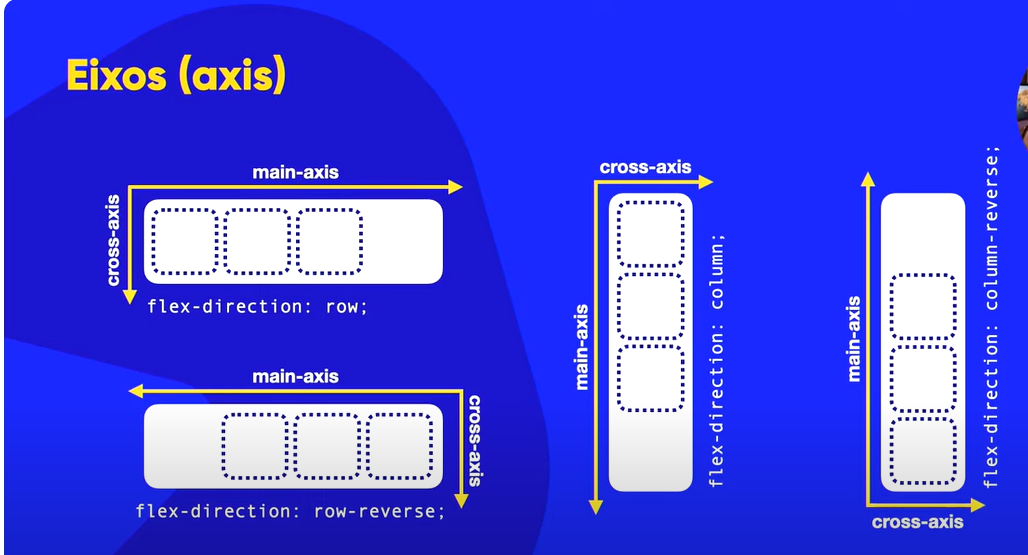 Eixos (axis)
main-axis
cross-axis
flex-direction: row;
main-axis
cross-axis
flex-direction: row-reverse;
cross-axis
main-axis
flex-direction: column;
main-axis
cross-axis
flex-direction: column-reverse;